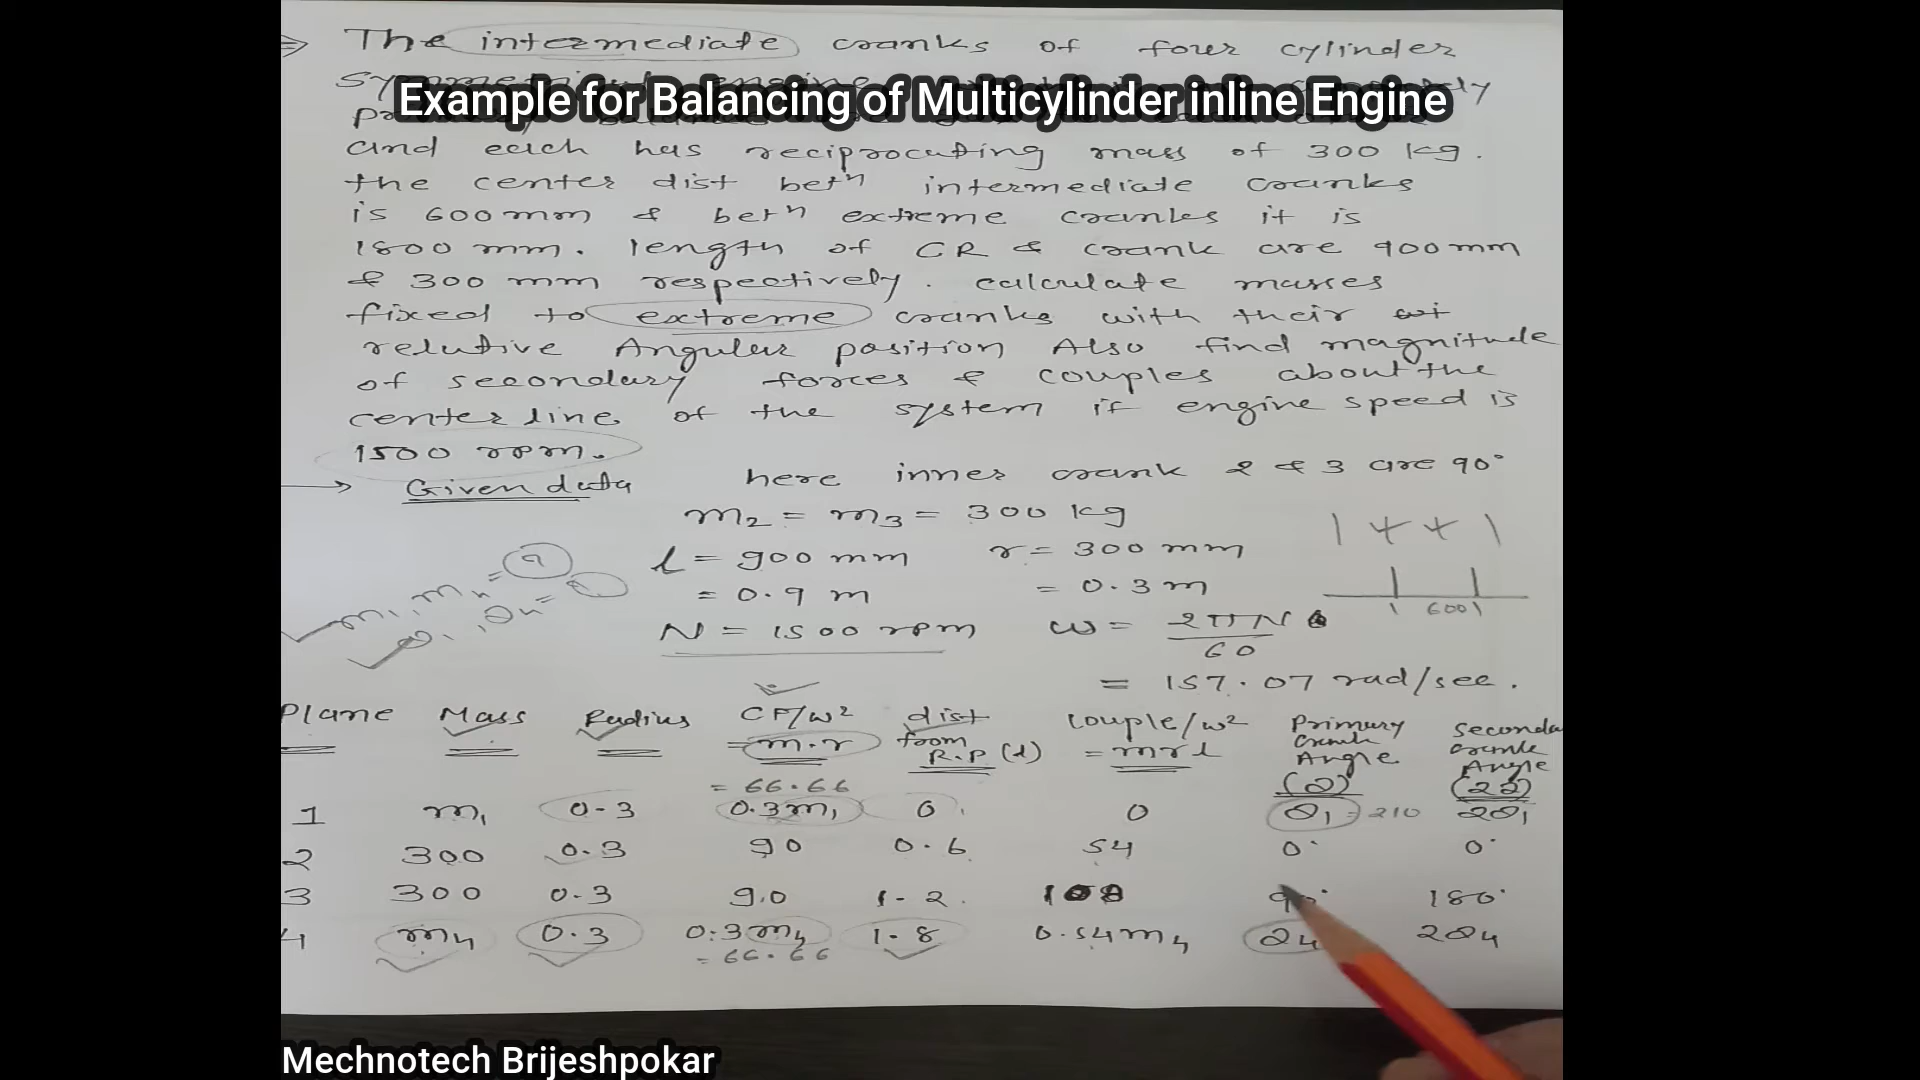 The intermediate cranks of four cylinder
Example for Balancing of Multicylinder inline Engine
and each has reciprocating mass of 300 kg.
the center dist betⁿ intermediate cranks
is 600 mm & betⁿ extreme cranks it is
1800 mm. length of CR & crank are 900 mm
& 300 mm respectively. calculate masses
fixed to extreme cranks with their
relative Angular position Also find magnitude
of secondary forces & couples about the
center line of the system if engine speed is
1500 rpm.
Given data here inner crank 2 & 3 are 90°
m2 = m3 = 300 kg
l = 900 mm r = 300 mm
= 0.9 m = 0.3 m
600
N = 1500 rpm ω = 2πN / 60
= 157.07 rad/sec.
Plane Mass Radius CF/ω² dist from R.P (l) couple/ω² Primary crank Angle (θ) seconda crank Angle (2θ)
= m.r = mrl
= 66.66
1 m1 0.3 0.3m1 0 0 θ1 = 210 2θ1
2 300 0.3 90 0.6 54 0° 0°
3 300 0.3 90 1.2 108 180°
4 m4 0.3 0.3m4 1.8 0.54m4 θ4 2θ4
= 66.66
Mechnotech Brijeshpokar